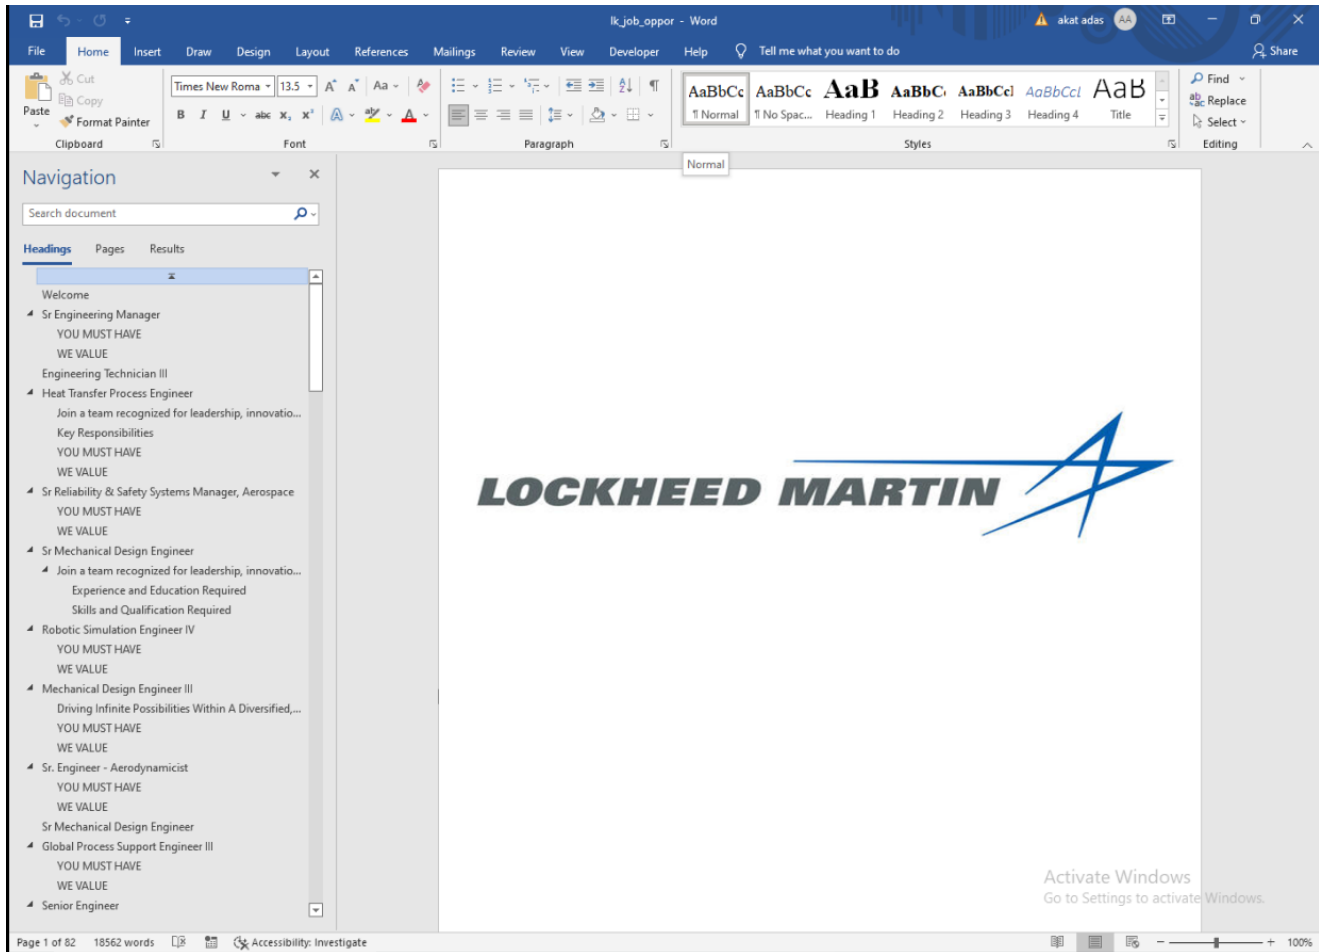 lk_job_oppor - Word
akat adas
AA
File Home Insert Draw Design Layout References Mailings Review View Developer Help Tell me what you want to do
Share
Paste
Cut
Copy
Format Painter
Clipboard
Times New Roma 13.5 A A Aa
B I U abc x, x² A aby A
Font
Paragraph
AaBbCc AaBbCc AaB AaBbC AaBbCcl AaBbCcl AaB
¶ Normal ¶ No Spac... Heading 1 Heading 2 Heading 3 Heading 4 Title
Styles
Find
Replace
Select
Editing
Normal
Navigation
Search document
Headings Pages Results
Welcome
Sr Engineering Manager
YOU MUST HAVE
WE VALUE
Engineering Technician III
Heat Transfer Process Engineer
Join a team recognized for leadership, innovatio...
Key Responsibilities
YOU MUST HAVE
WE VALUE
Sr Reliability & Safety Systems Manager, Aerospace
YOU MUST HAVE
WE VALUE
Sr Mechanical Design Engineer
Join a team recognized for leadership, innovatio...
Experience and Education Required
Skills and Qualification Required
Robotic Simulation Engineer IV
YOU MUST HAVE
WE VALUE
Mechanical Design Engineer III
Driving Infinite Possibilities Within A Diversified,...
YOU MUST HAVE
WE VALUE
Sr. Engineer - Aerodynamicist
YOU MUST HAVE
WE VALUE
Sr Mechanical Design Engineer
Global Process Support Engineer III
YOU MUST HAVE
WE VALUE
Senior Engineer
LOCKHEED MARTIN
Activate Windows
Go to Settings to activate Windows.
Page 1 of 82 18562 words Accessibility: Investigate
100%